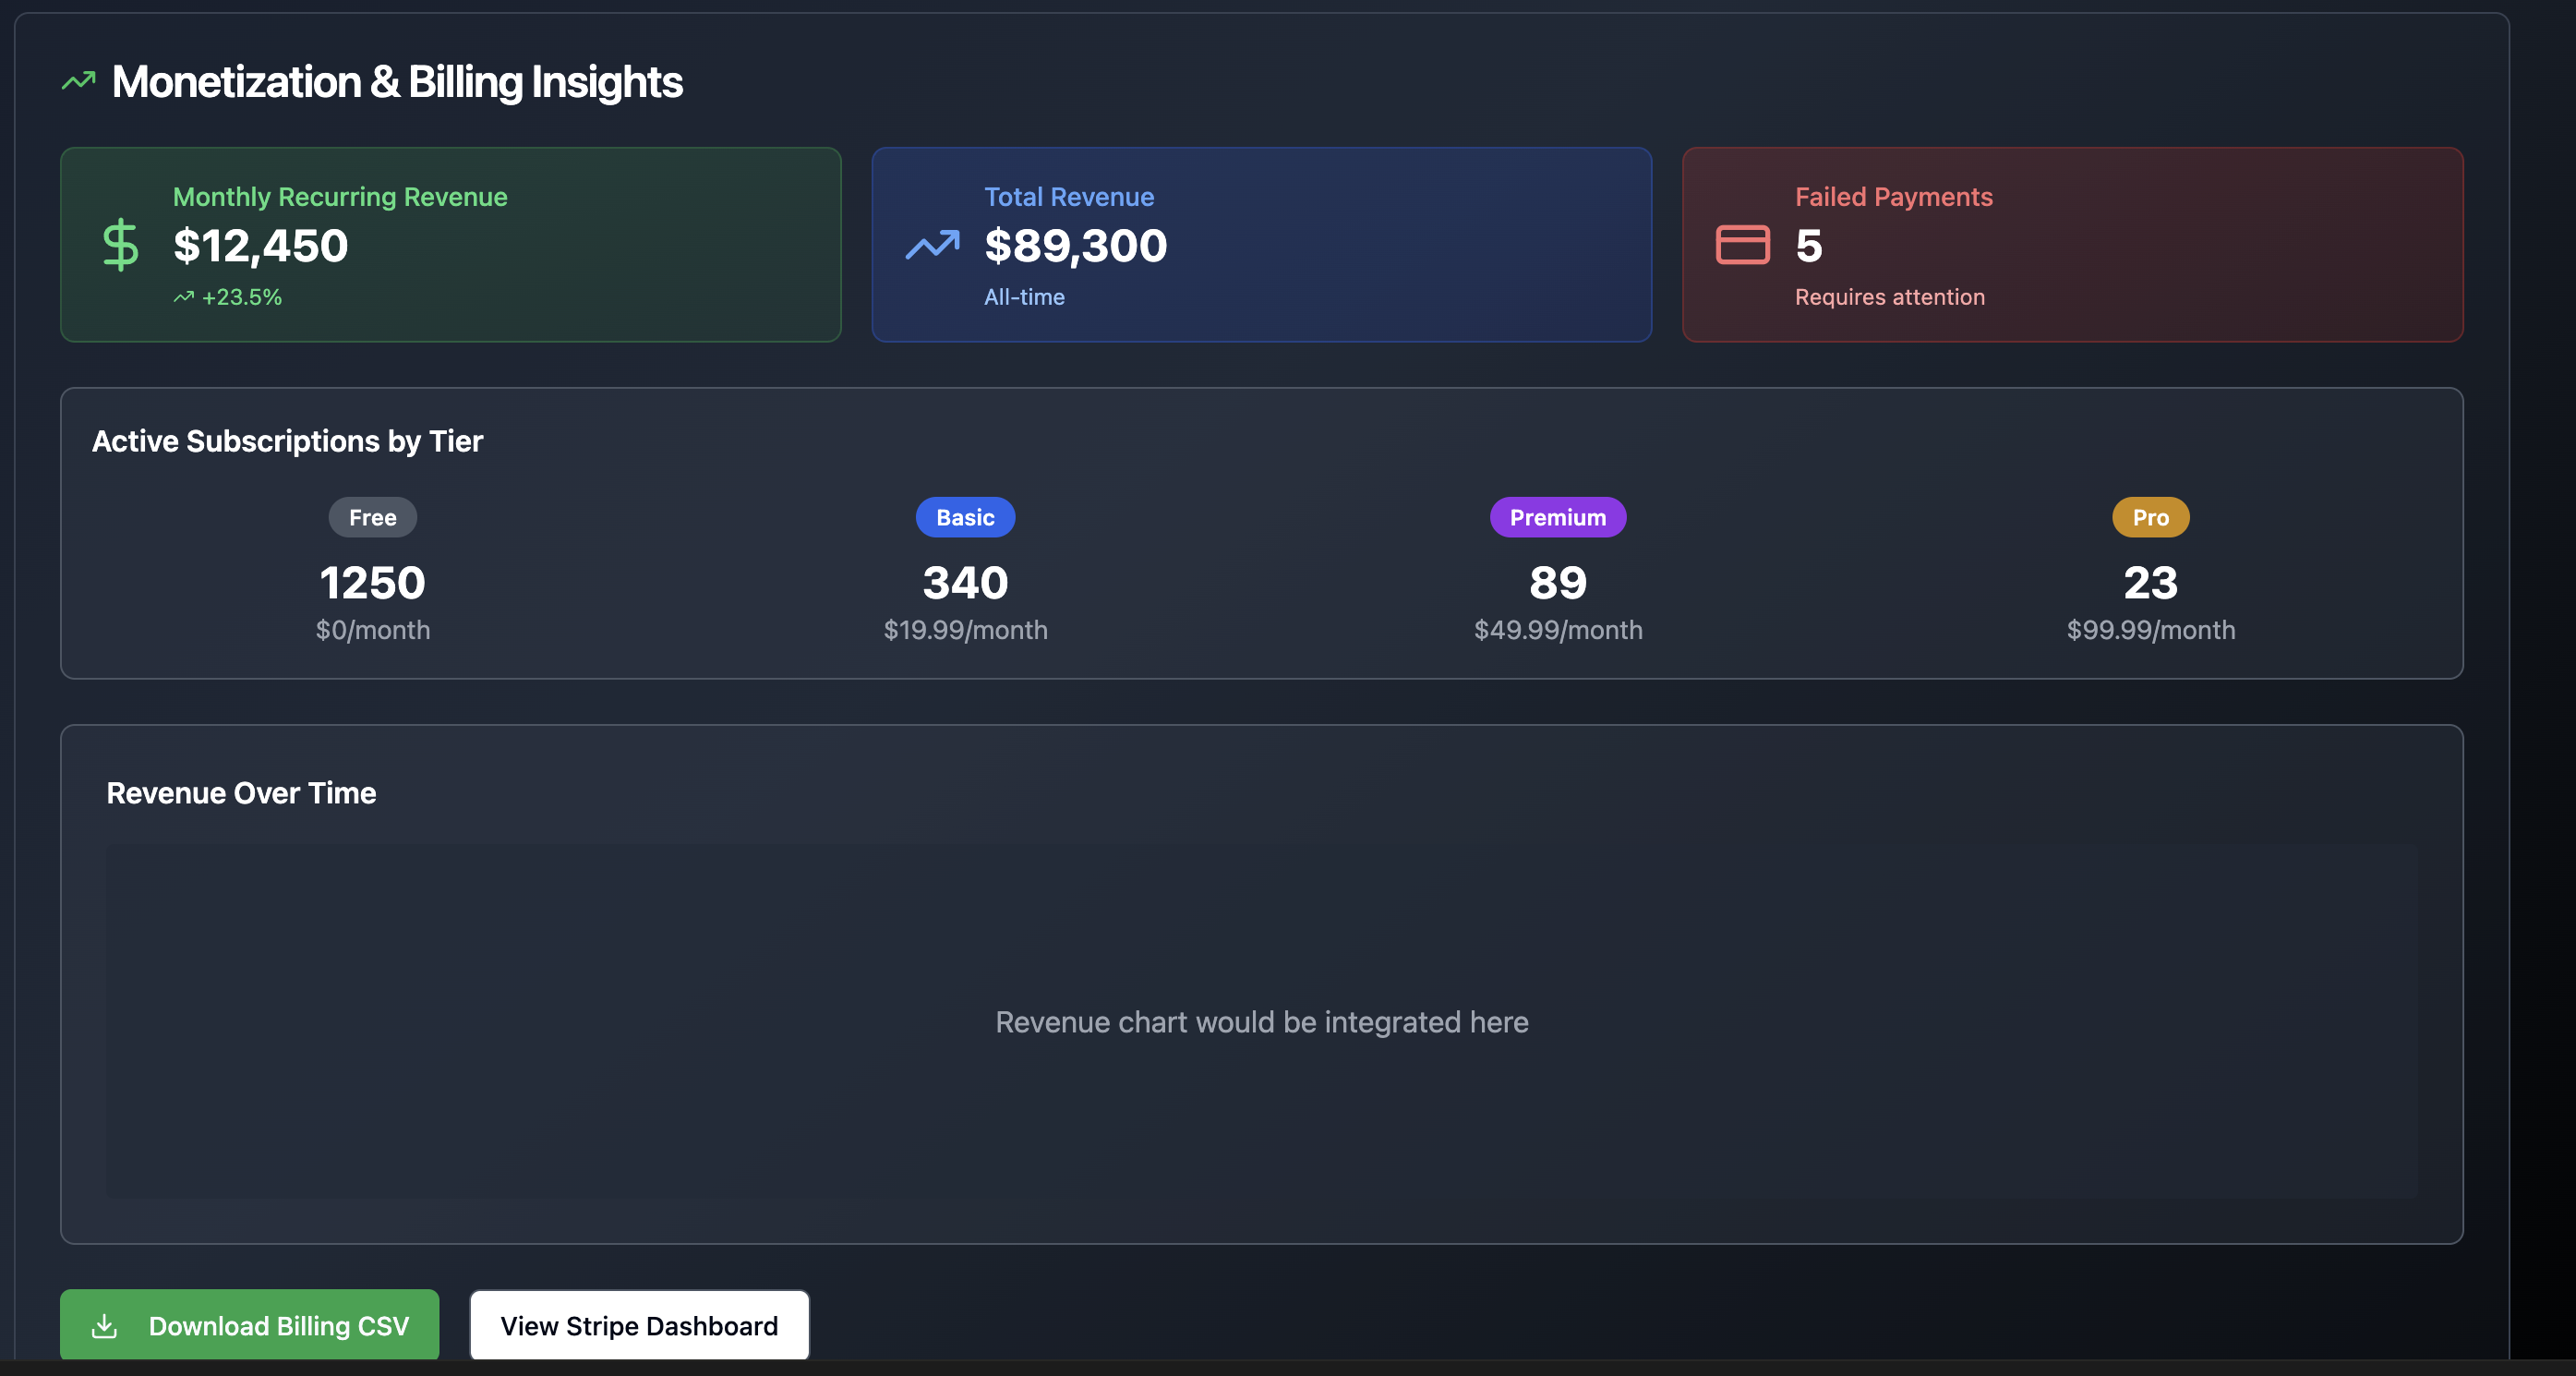 Monetization & Billing Insights
Monthly Recurring Revenue
$12,450
+23.5%
Total Revenue
$89,300
All-time
Failed Payments
5
Requires attention
Active Subscriptions by Tier
Free
1250
$0/month
Basic
340
$19.99/month
Premium
89
$49.99/month
Pro
23
$99.99/month
Revenue Over Time
Revenue chart would be integrated here
Download Billing CSV
View Stripe Dashboard